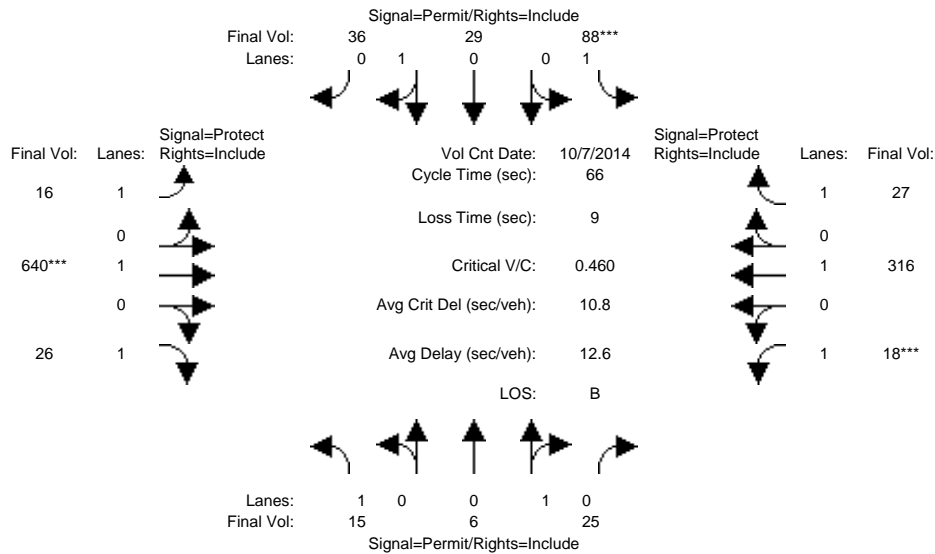 Signal=Permit/Rights=Include
Final Vol: 36 29 88***
Lanes: 0 1 0 0 1
Signal=Protect Signal=Protect
Final Vol: Lanes: Rights=Include Vol Cnt Date: 10/7/2014 Rights=Include Lanes: Final Vol:
Cycle Time (sec): 66
16 1 1 27
Loss Time (sec): 9
0 0
640*** 1 Critical V/C: 0.460 1 316
0 Avg Crit Del (sec/veh): 10.8 0
26 1 Avg Delay (sec/veh): 12.6 1 18***
LOS: B
Lanes: 1 0 0 1 0
Final Vol: 15 6 25
Signal=Permit/Rights=Include